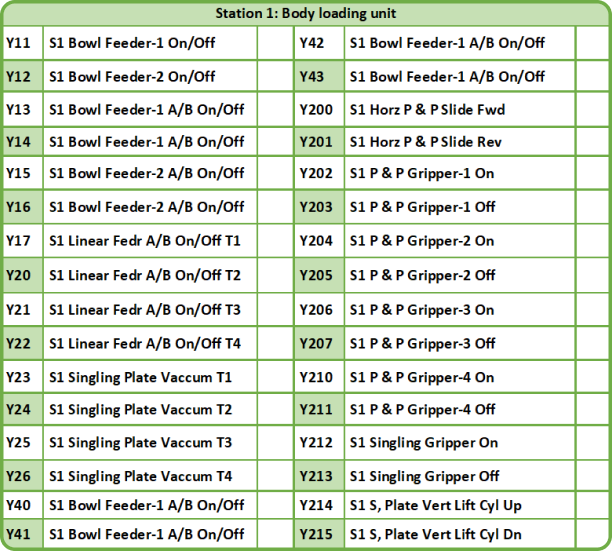 Station 1: Body loading unit
Y11 S1 Bowl Feeder-1 On/Off Y42 S1 Bowl Feeder-1 A/B On/Off
Y12 S1 Bowl Feeder-2 On/Off Y43 S1 Bowl Feeder-1 A/B On/Off
Y13 S1 Bowl Feeder-1 A/B On/Off Y200 S1 Horz P & P Slide Fwd
Y14 S1 Bowl Feeder-1 A/B On/Off Y201 S1 Horz P & P Slide Rev
Y15 S1 Bowl Feeder-2 A/B On/Off Y202 S1 P & P Gripper-1 On
Y16 S1 Bowl Feeder-2 A/B On/Off Y203 S1 P & P Gripper-1 Off
Y17 S1 Linear Fedr A/B On/Off T1 Y204 S1 P & P Gripper-2 On
Y20 S1 Linear Fedr A/B On/Off T2 Y205 S1 P & P Gripper-2 Off
Y21 S1 Linear Fedr A/B On/Off T3 Y206 S1 P & P Gripper-3 On
Y22 S1 Linear Fedr A/B On/Off T4 Y207 S1 P & P Gripper-3 Off
Y23 S1 Singling Plate Vaccum T1 Y210 S1 P & P Gripper-4 On
Y24 S1 Singling Plate Vaccum T2 Y211 S1 P & P Gripper-4 Off
Y25 S1 Singling Plate Vaccum T3 Y212 S1 Singling Gripper On
Y26 S1 Singling Plate Vaccum T4 Y213 S1 Singling Gripper Off
Y40 S1 Bowl Feeder-1 A/B On/Off Y214 S1 S, Plate Vert Lift Cyl Up
Y41 S1 Bowl Feeder-1 A/B On/Off Y215 S1 S, Plate Vert Lift Cyl Dn